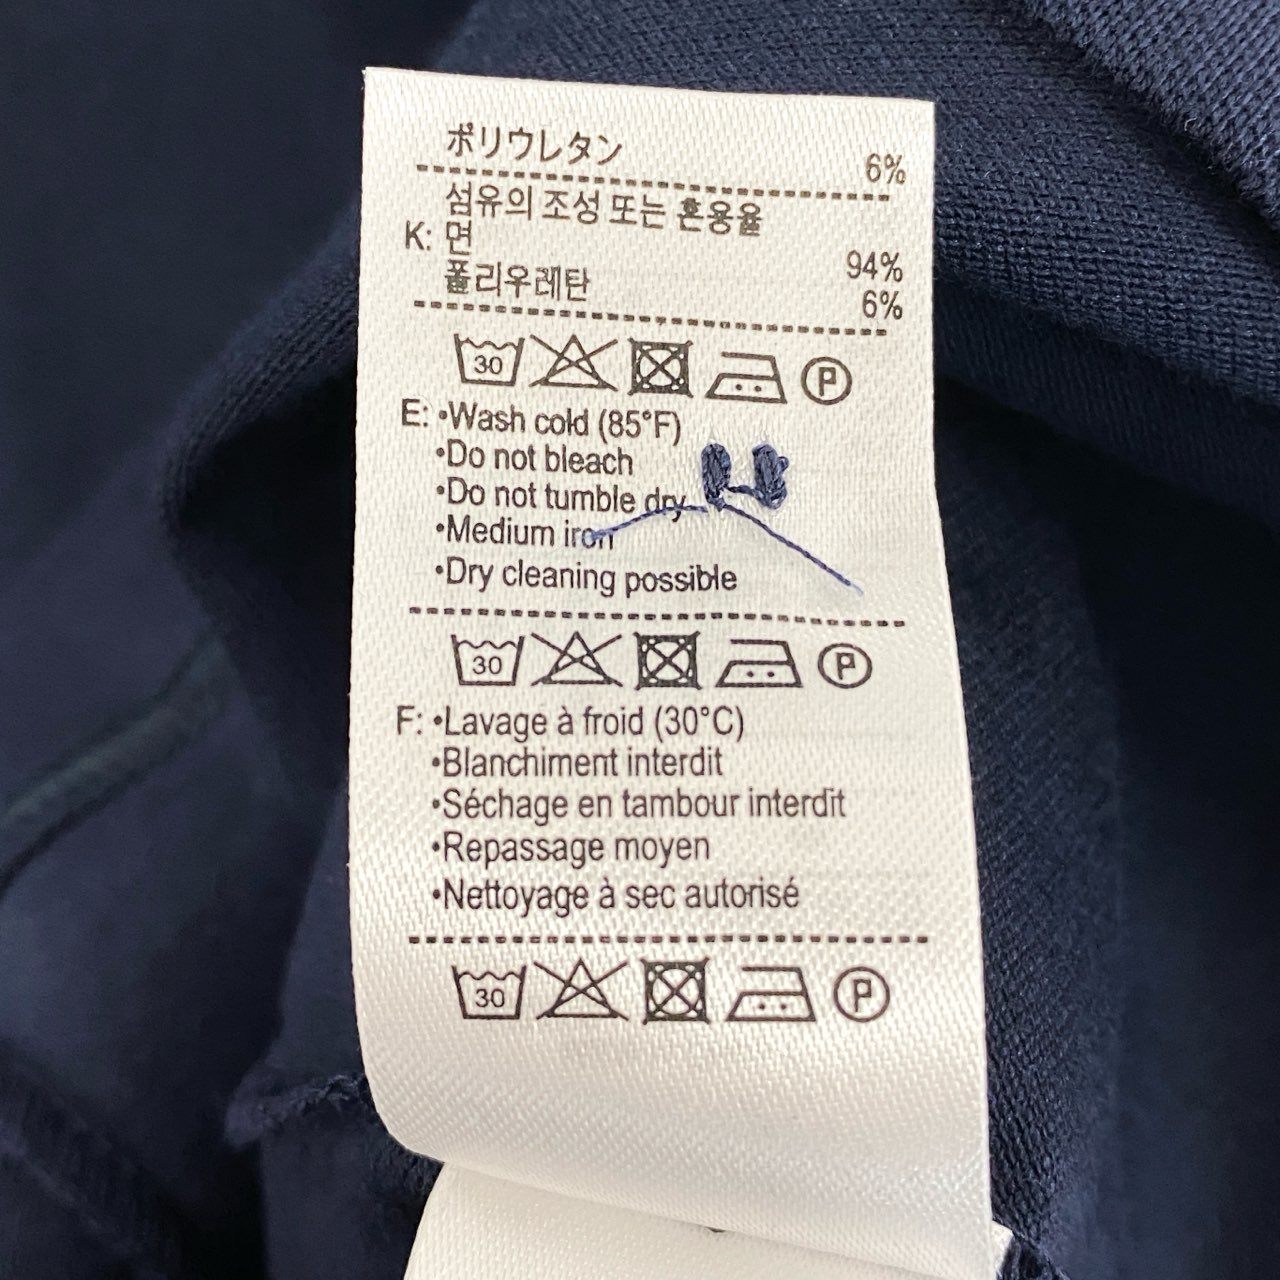 ポリウレタン 6%
섬유의 조성 또는 혼용율
K: 면 94%
폴리우레탄 6%
30 P
E: •Wash cold (85°F)
•Do not bleach
•Do not tumble dry
•Medium iron
•Dry cleaning possible
30 P
F: •Lavage à froid (30°C)
•Blanchiment interdit
•Séchage en tambour interdit
•Repassage moyen
•Nettoyage à sec autorisé
30 P